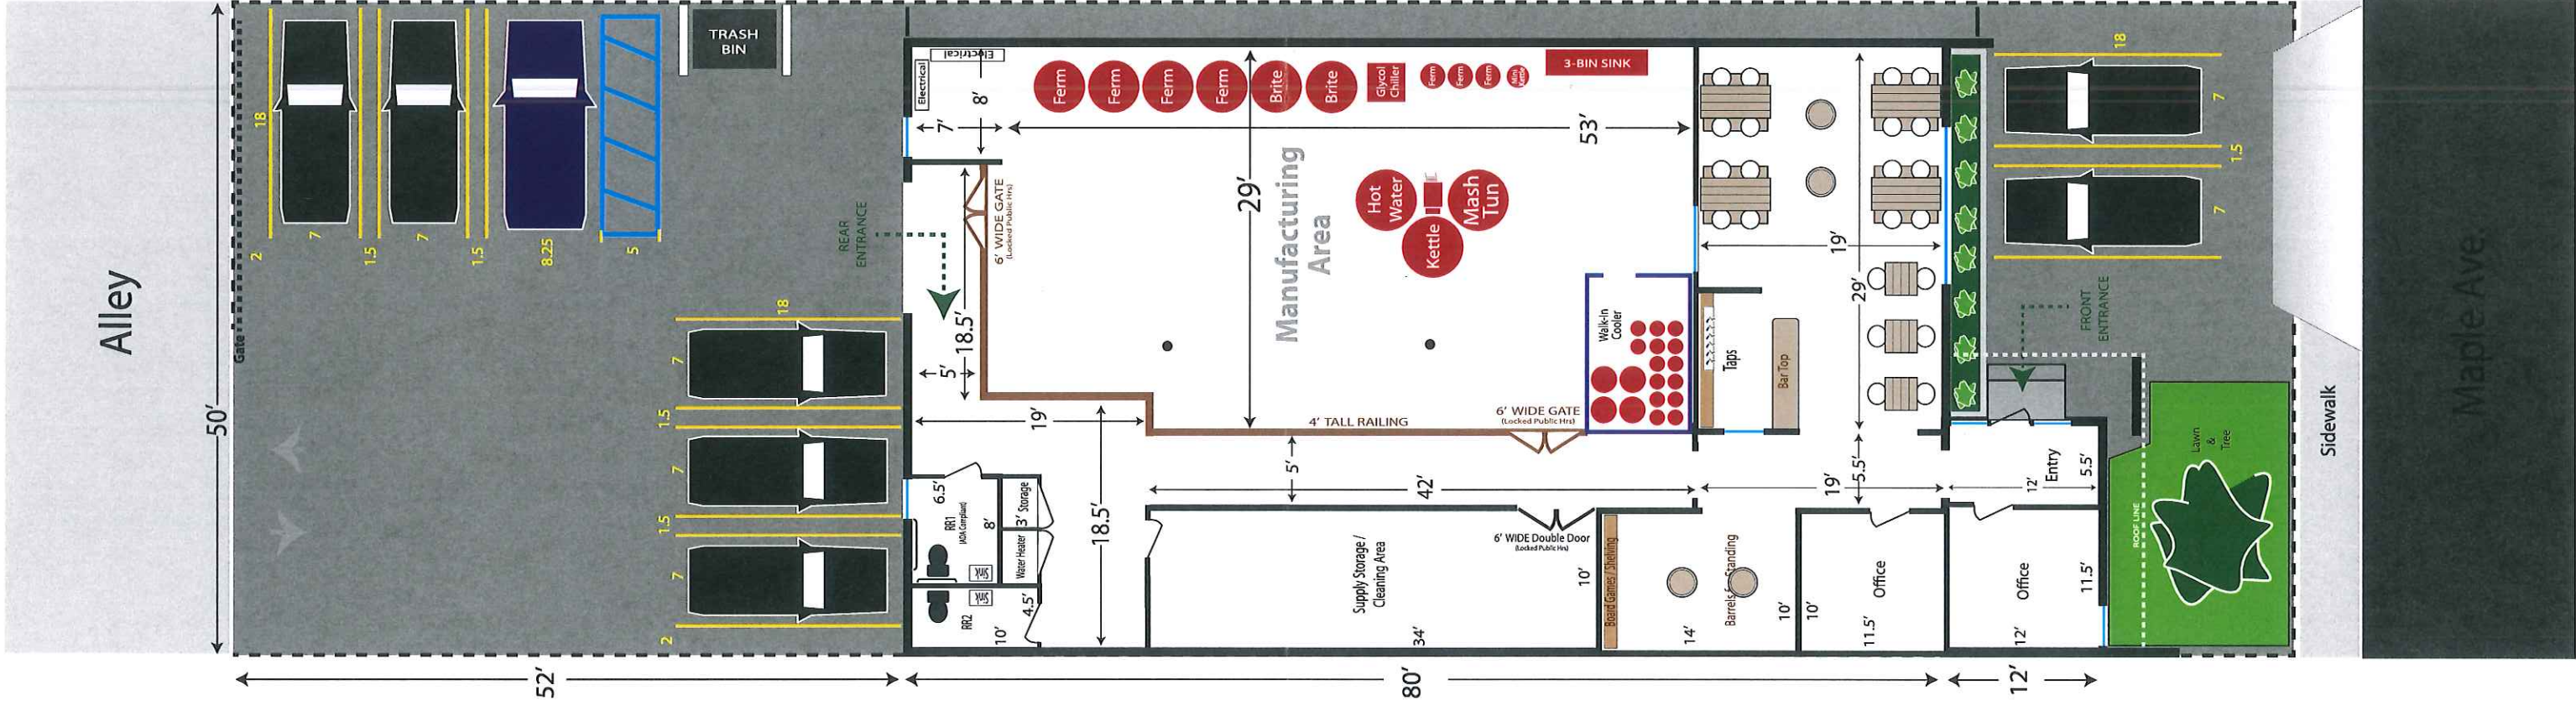 Alley
50'
Gate
18
2
7
1.5
7
1.5
8.25
5
TRASH
BIN
REAR
ENTRANCE
18
7
1.5
7
1.5
7
2
52'
Electrical
Electrical
8'
7'
Ferm
Ferm
Ferm
Ferm
Brite
Brite
Glycol
Chiller
Ferm
Ferm
Ferm
Mini
Kettle
3-BIN SINK
53'
29'
6' WIDE GATE
(Locked Public Hrs)
18.5'
5'
19'
Manufacturing
Area
Hot
Water
Mash
Tun
Kettle
Walk-In
Cooler
4' TALL RAILING
6' WIDE GATE
(Locked Public Hrs)
5'
42'
18.5'
6.5'
RR1
(ADA Compliant)
8'
3'
Storage
Water Heater
Sink
Sink
RR2
4.5'
10'
Supply Storage /
Cleaning Area
34'
6' WIDE Double Door
(Locked Public Hrs)
10'
Board Games / Shelving
14'
10'
Office
10'
11.5'
Taps
Bar Top
19'
29'
19'
5.5'
Entry
12'
5.5'
Office
12'
11.5'
80'
12'
18
7
1.5
7
FRONT
ENTRANCE
ROOF LINE
Lawn
&
Tree
Sidewalk
Maple Ave.